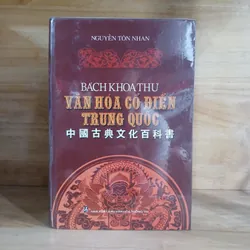 NGUYỄN TÔN NHAN
BÁCH KHOA THƯ
VĂN HÓA CỔ ĐIỂN
TRUNG QUỐC
中國古典文化百科書